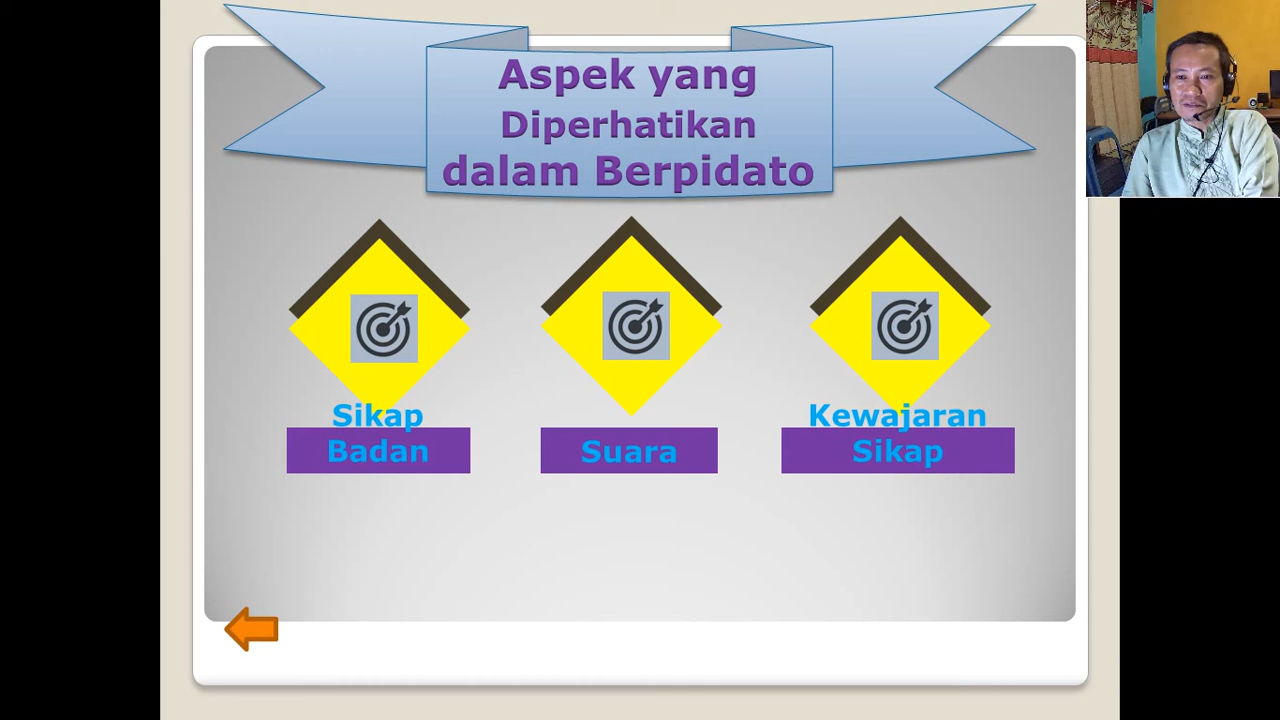 Aspek yang
Diperhatikan
dalam Berpidato
Sikap
Badan
Suara
Kewajaran
Sikap